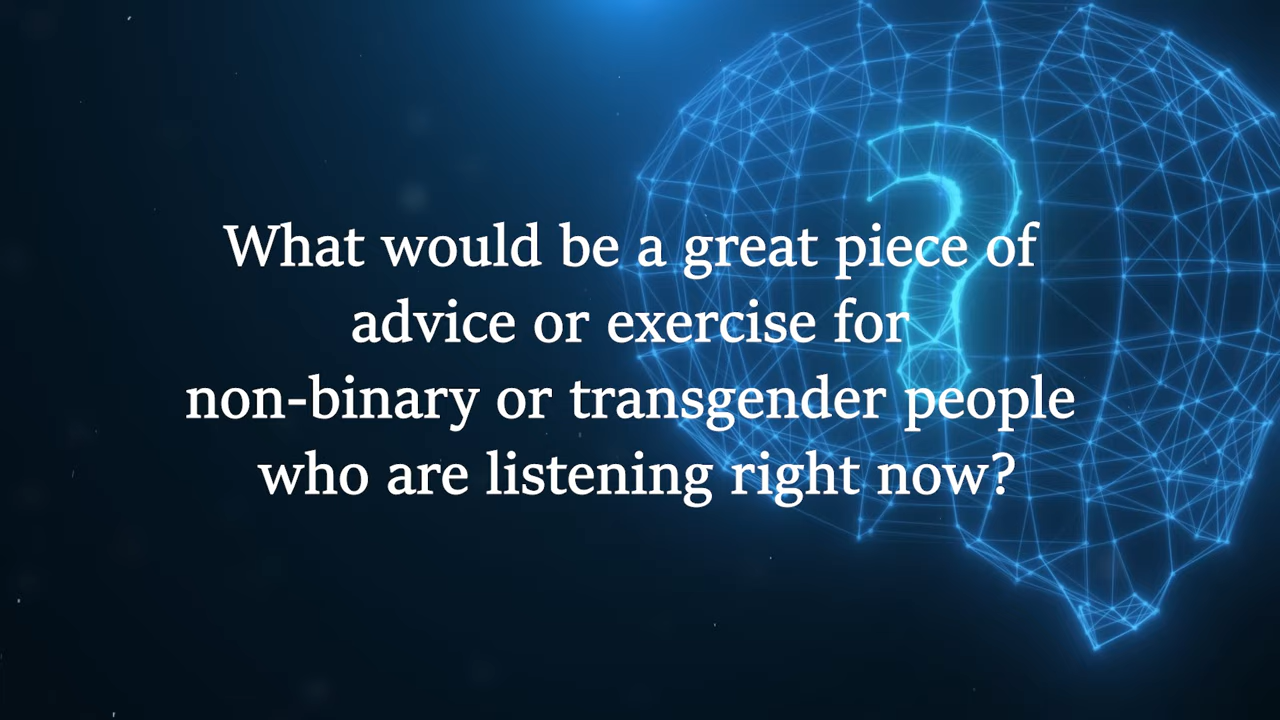 What would be a great piece of
advice or exercise for
non-binary or transgender people
who are listening right now?